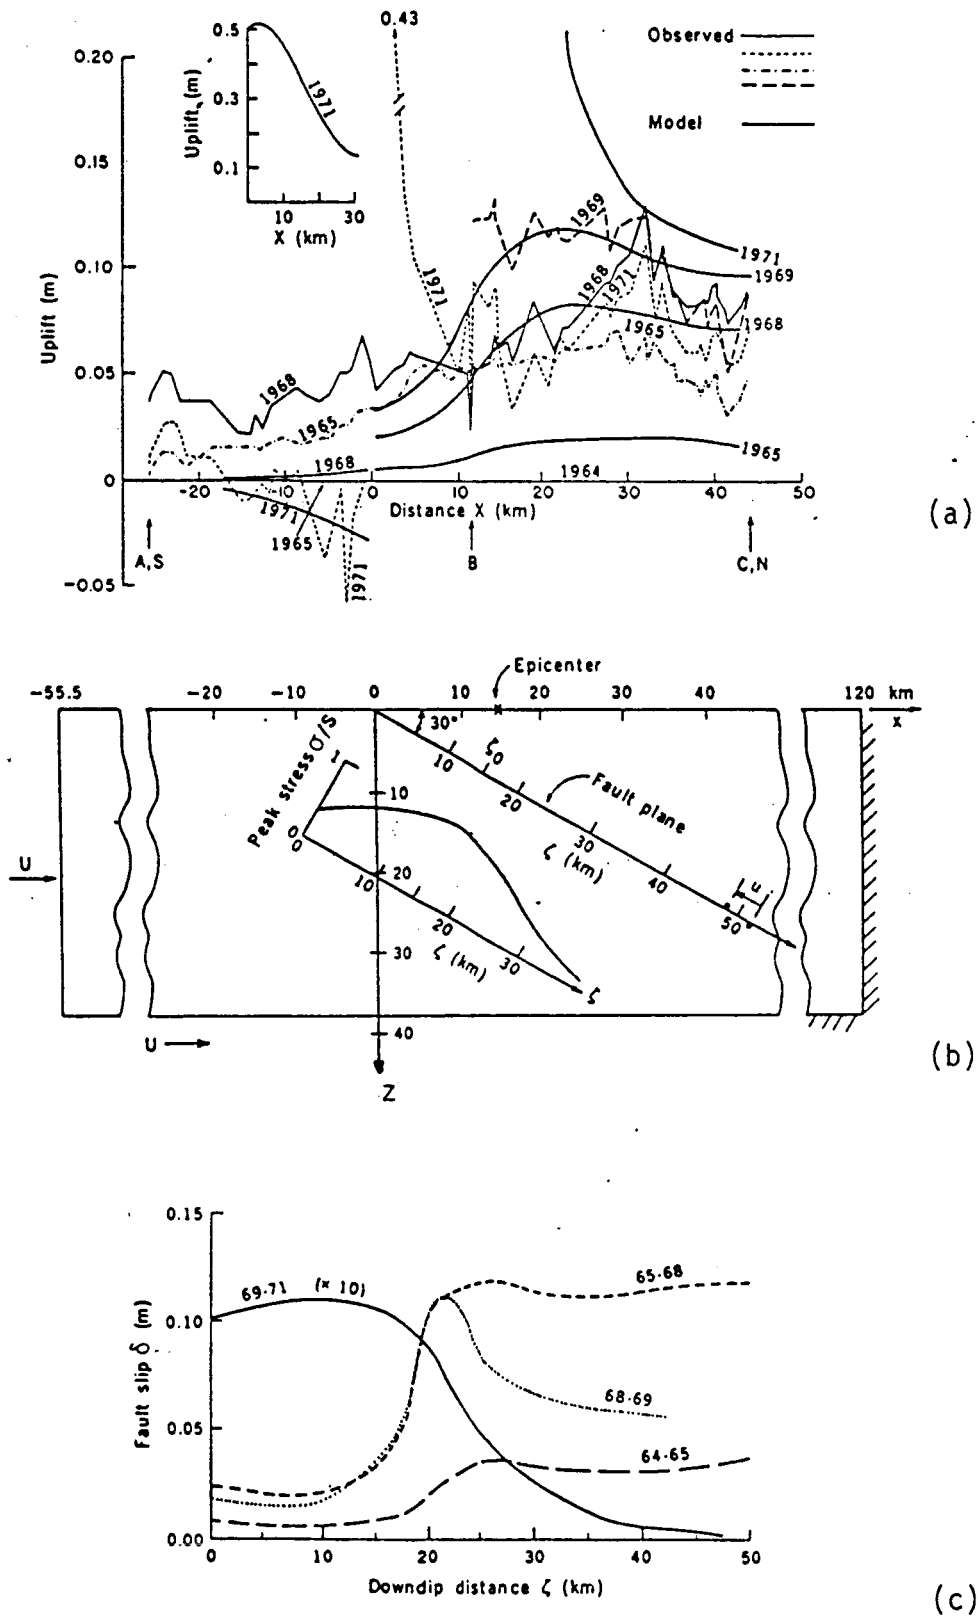 0.43
Observed
Model
0.20
0.15
0.10
0.05
0
-0.05
Uplift (m)
0.5
0.3
0.1
Uplift, (m)
1971
10
30
X (km)
1971
1969
1968
1971
1965
1971
1969
1968
1965
1964
1968
1965
1968
1971
1965
1971
-20
-10
0
10
20
30
40
50
Distance X (km)
A,S
B
C,N
(a)
Epicenter
-55.5
-20
-10
0
10
20
30
40
120
km
x
30°
ζ0
10
20
30
40
50
Fault plane
ζ (km)
u
Peak stress σ/S
1
0
0
10
20
30
ζ (km)
ζ
10
20
30
40
Z
U
U
(b)
0.15
0.10
0.05
0.00
Fault slip δ (m)
69-71 (× 10)
65-68
68-69
64-65
0
10
20
30
40
50
Downdip distance ζ (km)
(c)